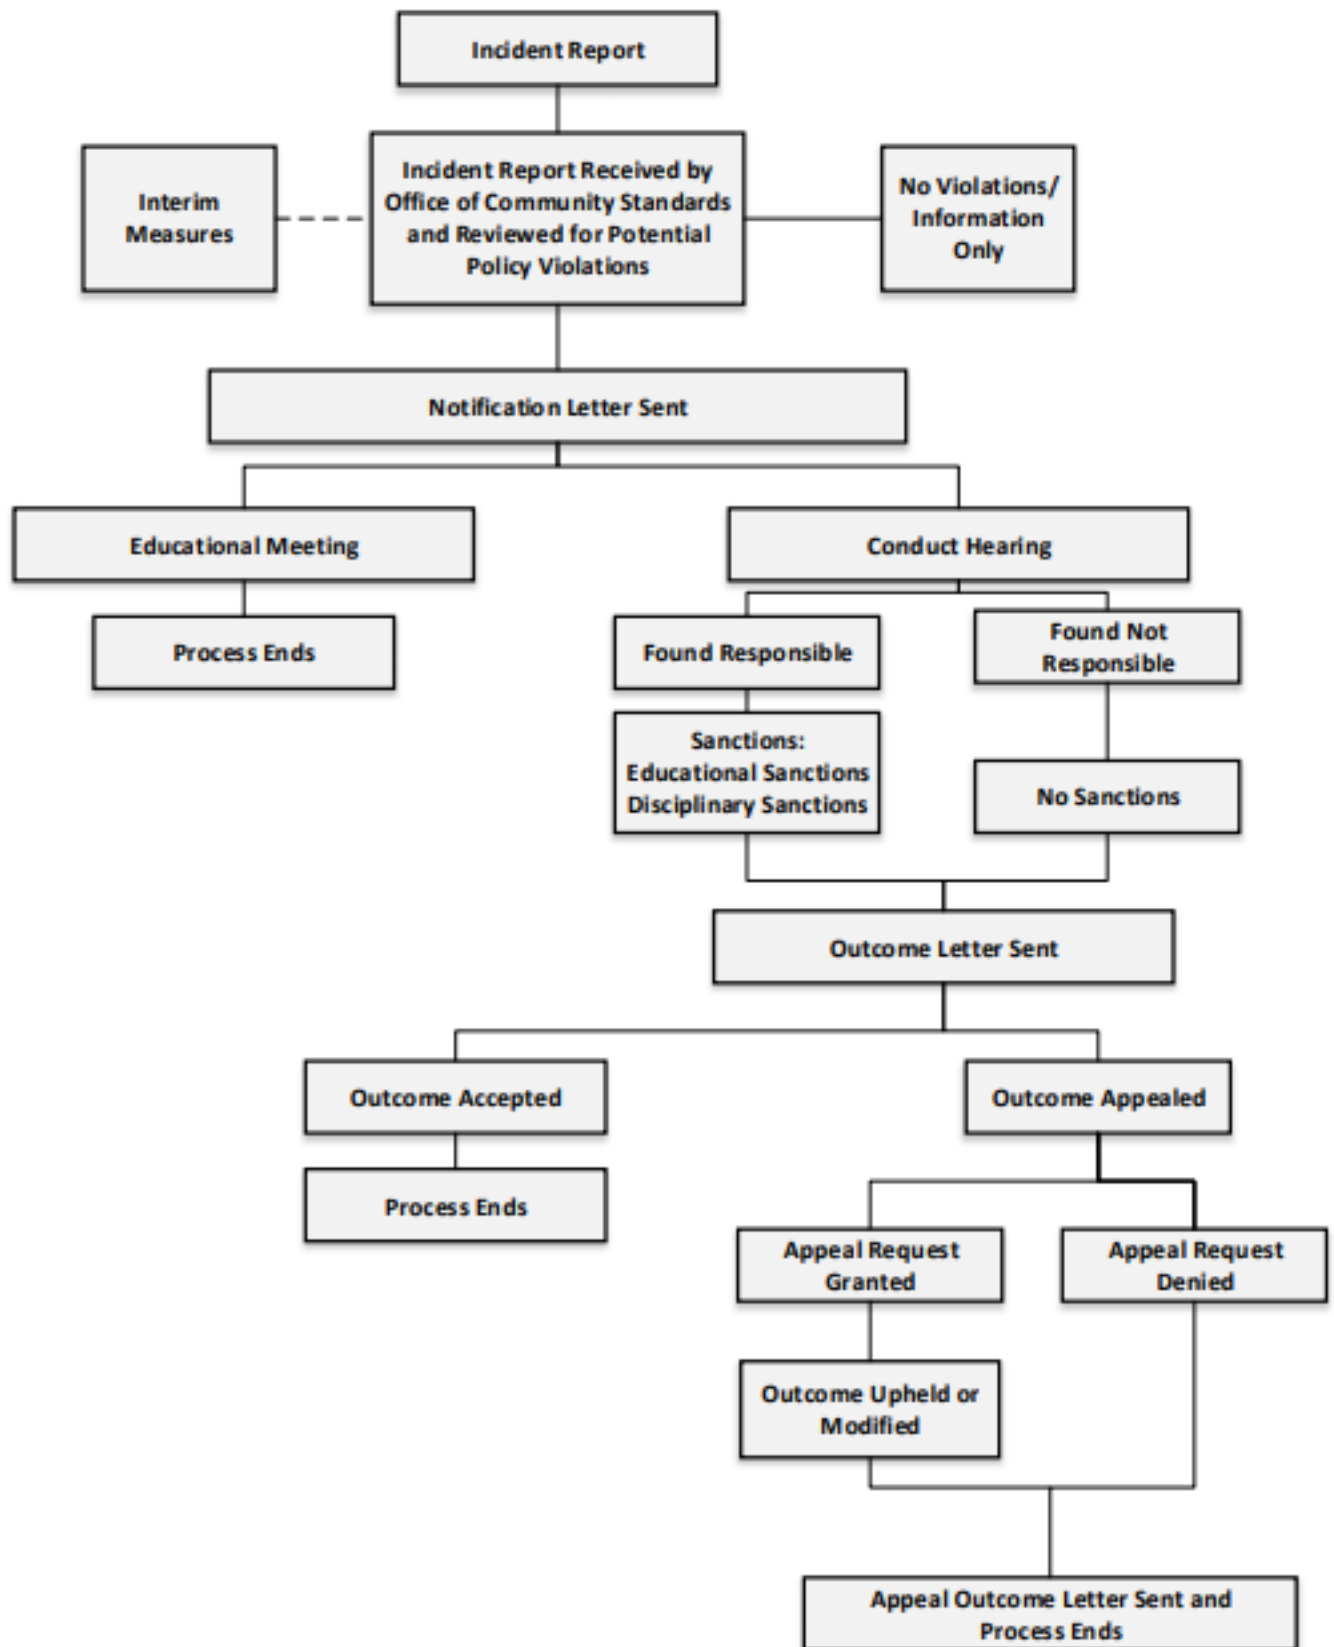 Incident Report
Interim
Measures
Incident Report Received by
Office of Community Standards
and Reviewed for Potential
Policy Violations
No Violations/
Information
Only
Notification Letter Sent
Educational Meeting
Conduct Hearing
Process Ends
Found Responsible
Found Not
Responsible
Sanctions:
Educational Sanctions
Disciplinary Sanctions
No Sanctions
Outcome Letter Sent
Outcome Accepted
Outcome Appealed
Process Ends
Appeal Request
Granted
Appeal Request
Denied
Outcome Upheld or
Modified
Appeal Outcome Letter Sent and
Process Ends